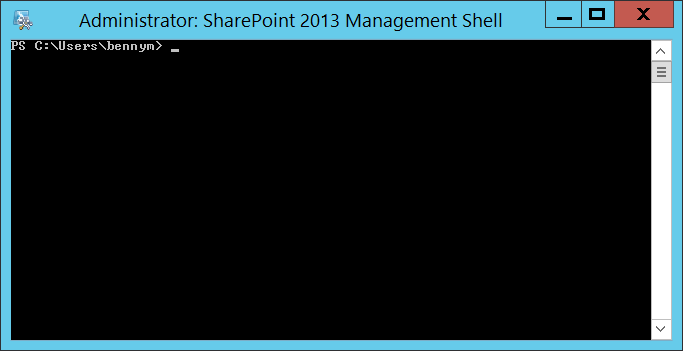 Administrator: SharePoint 2013 Management Shell
PS C:\Users\bennym>